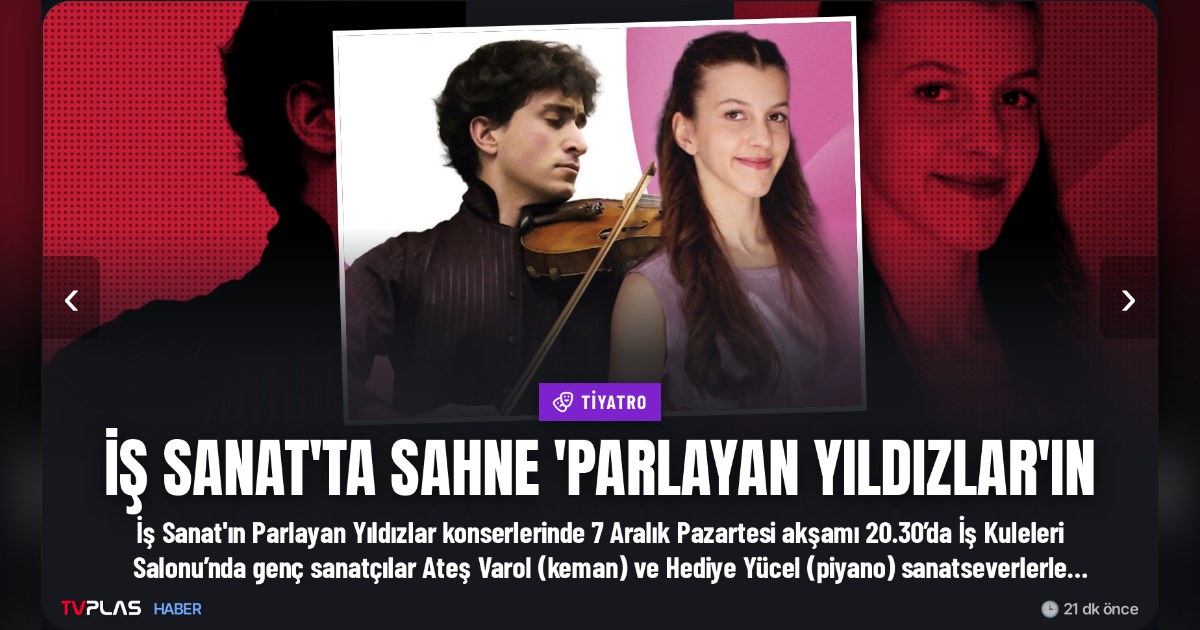 TİYATRO
İŞ SANAT'TA SAHNE 'PARLAYAN YILDIZLAR'IN
İş Sanat'ın Parlayan Yıldızlar konserlerinde 7 Aralık Pazartesi akşamı 20.30’da İş Kuleleri
Salonu’nda genç sanatçılar Ateş Varol (keman) ve Hediye Yücel (piyano) sanatseverlerle...
TVPLAS HABER
21 dk önce